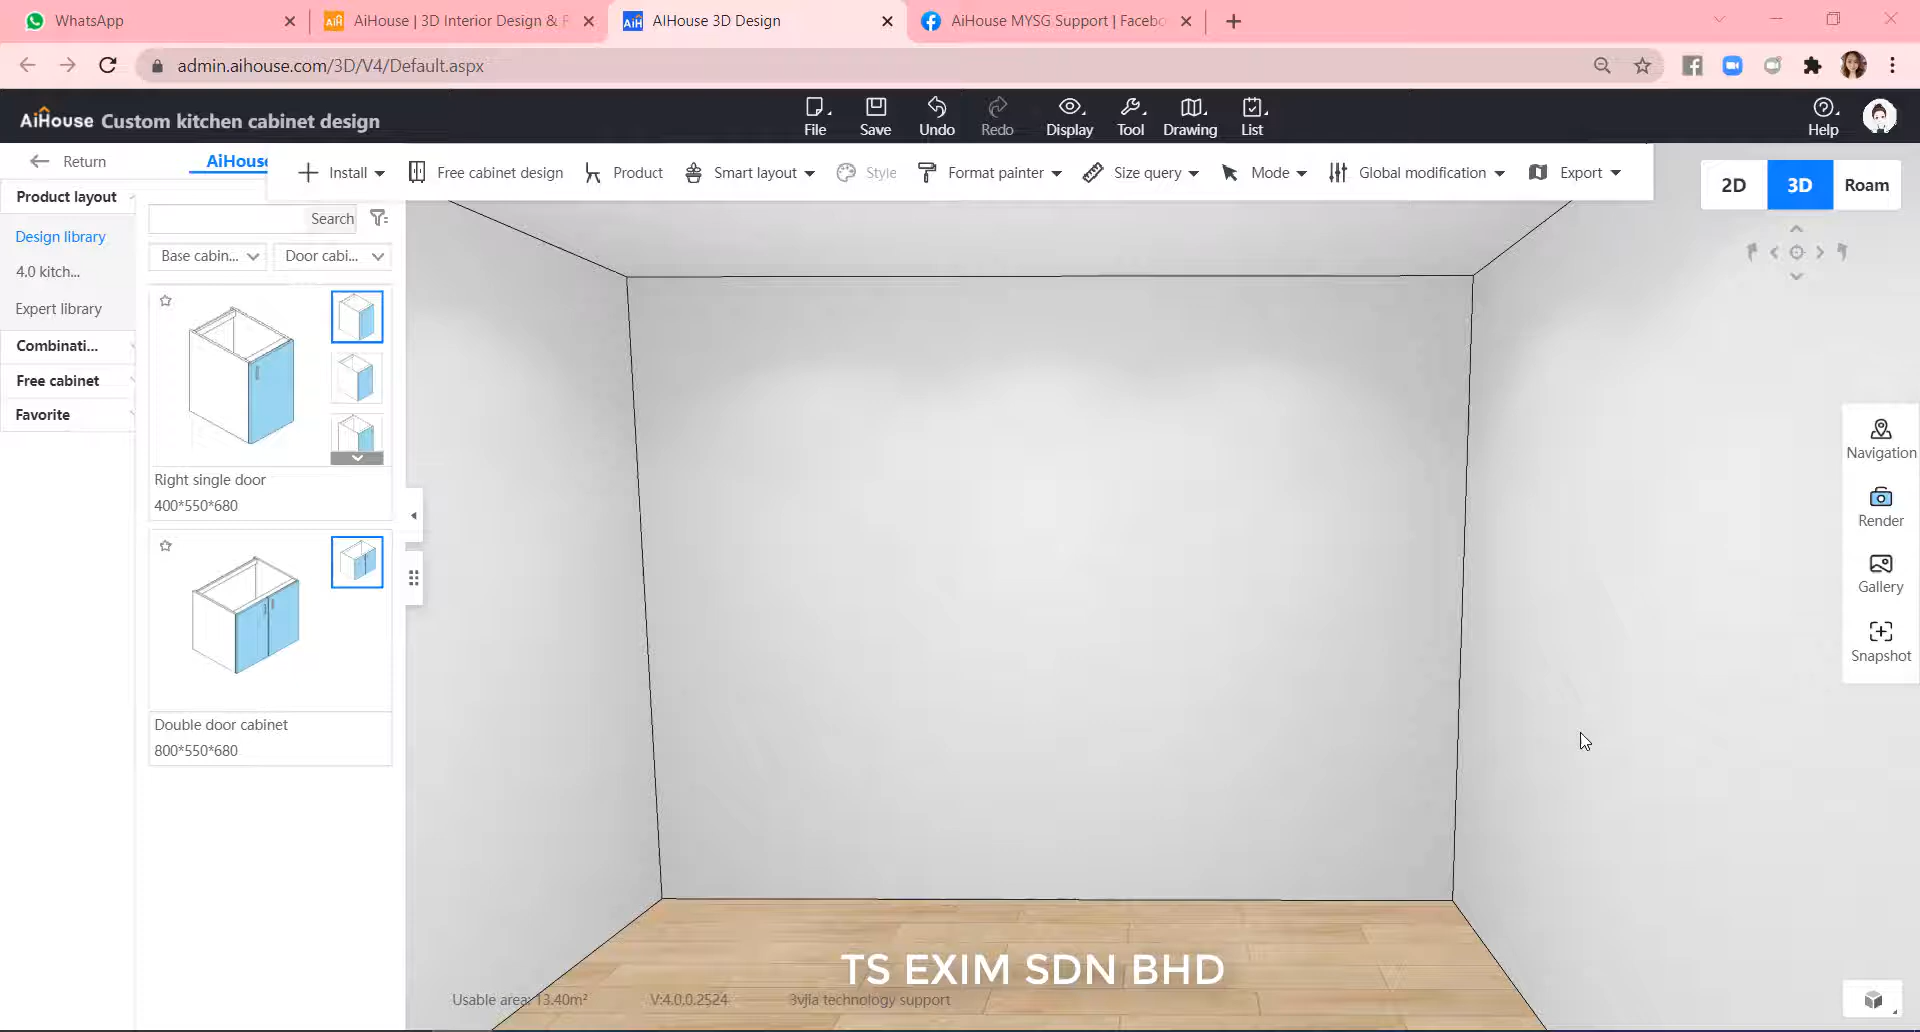 WhatsApp
AiHouse | 3D Interior Design &
AIHouse 3D Design
AiHouse MYSG Support | Facebo
admin.aihouse.com/3D/V4/Default.aspx
AiHouse Custom kitchen cabinet design
File
Save
Undo
Redo
Display
Tool
Drawing
List
Help
Return
AiHouse
Install
Free cabinet design
Product
Smart layout
Style
Format painter
Size query
Mode
Global modification
Export
2D
3D
Roam
Product layout
Search
Design library
Base cabin...
Door cabi...
4.0 kitch...
Expert library
Combinati...
Free cabinet
Favorite
Right single door
400*550*680
Double door cabinet
800*550*680
Navigation
Render
Gallery
Snapshot
TS EXIM SDN BHD
Usable area: 13.40m²
V:4.0.0.2524
3vjia technology support